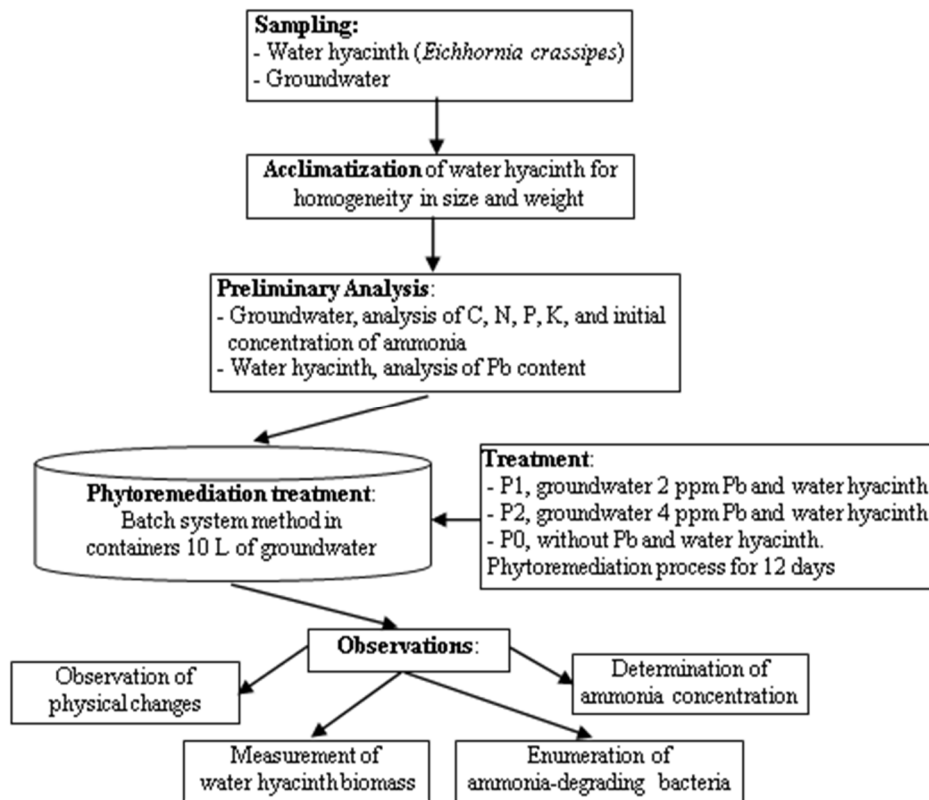 Sampling:
- Water hyacinth (Eichhornia crassipes)
- Groundwater
Acclimatization of water hyacinth for
homogeneity in size and weight
Preliminary Analysis:
- Groundwater, analysis of C, N, P, K, and initial
concentration of ammonia
- Water hyacinth, analysis of Pb content
Phytoremediation treatment:
Batch system method in
containers 10 L of groundwater
Treatment:
- P1, groundwater 2 ppm Pb and water hyacinth
- P2, groundwater 4 ppm Pb and water hyacinth
- P0, without Pb and water hyacinth.
Phytoremediation process for 12 days
Observations:
Observation of
physical changes
Determination of
ammonia concentration
Measurement of
water hyacinth biomass
Enumeration of
ammonia-degrading bacteria